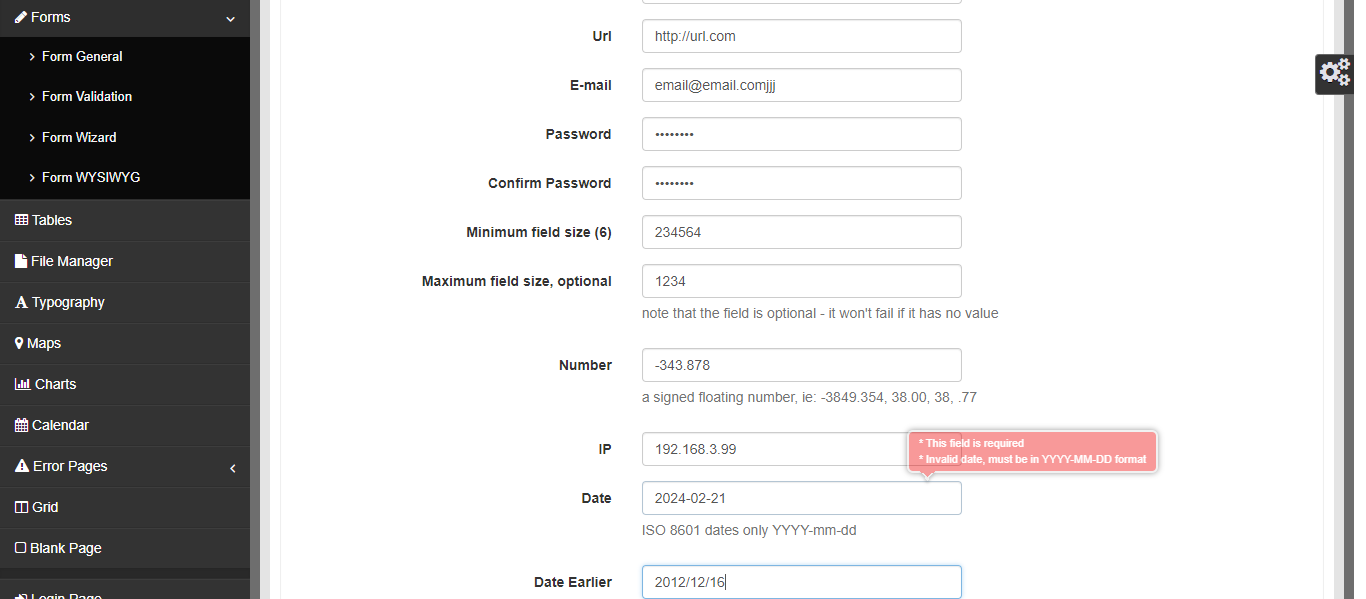 Forms
Form General
Form Validation
Form Wizard
Form WYSIWYG
Tables
File Manager
Typography
Maps
Charts
Calendar
Error Pages
Grid
Blank Page
Login Page
Url http://url.com
E-mail email@email.comjjj
Password ••••••••
Confirm Password ••••••••
Minimum field size (6) 234564
Maximum field size, optional 1234
note that the field is optional - it won't fail if it has no value
Number -343.878
a signed floating number, ie: -3849.354, 38.00, 38, .77
IP 192.168.3.99
* This field is required
* Invalid date, must be in YYYY-MM-DD format
Date 2024-02-21
ISO 8601 dates only YYYY-mm-dd
Date Earlier 2012/12/16